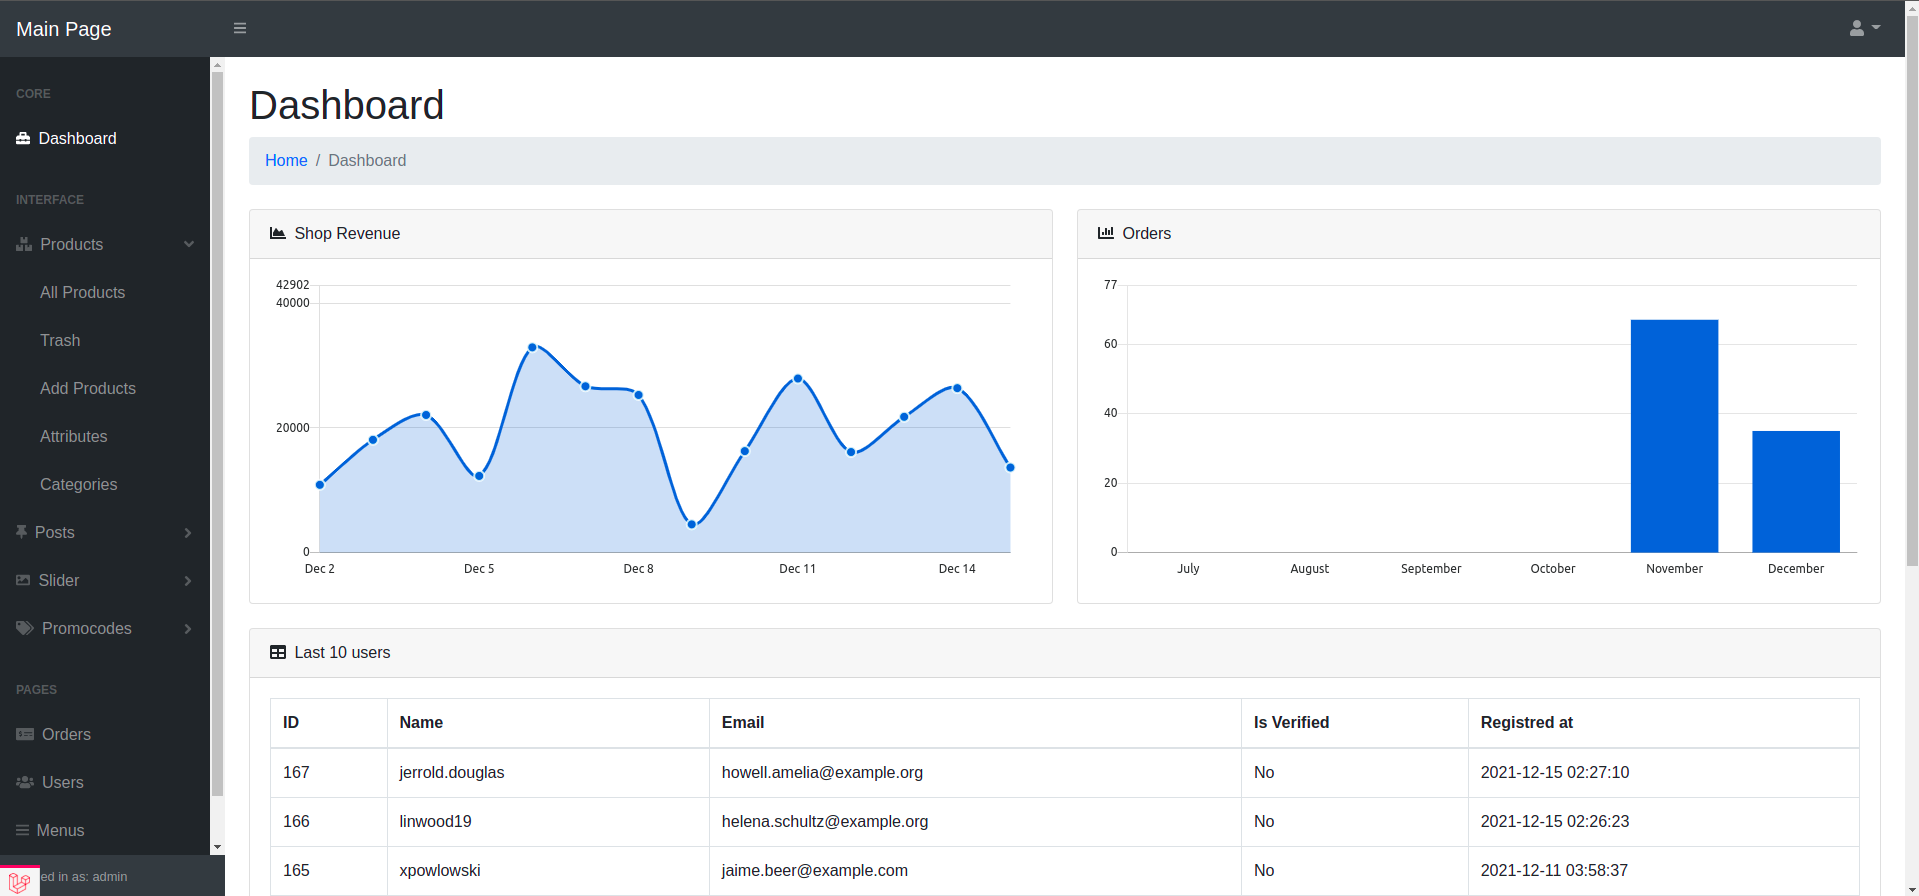 Main Page
CORE
Dashboard
INTERFACE
Products
All Products
Trash
Add Products
Attributes
Categories
Posts
Slider
Promocodes
PAGES
Orders
Users
Menus
ed in as: admin
Dashboard
Home / Dashboard
Shop Revenue
42902
40000
20000
0
Dec 2 Dec 5 Dec 8 Dec 11 Dec 14
Orders
77
60
40
20
0
July August September October November December
Last 10 users
ID Name Email Is Verified Registred at
167 jerrold.douglas howell.amelia@example.org No 2021-12-15 02:27:10
166 linwood19 helena.schultz@example.org No 2021-12-15 02:26:23
165 xpowlowski jaime.beer@example.com No 2021-12-11 03:58:37